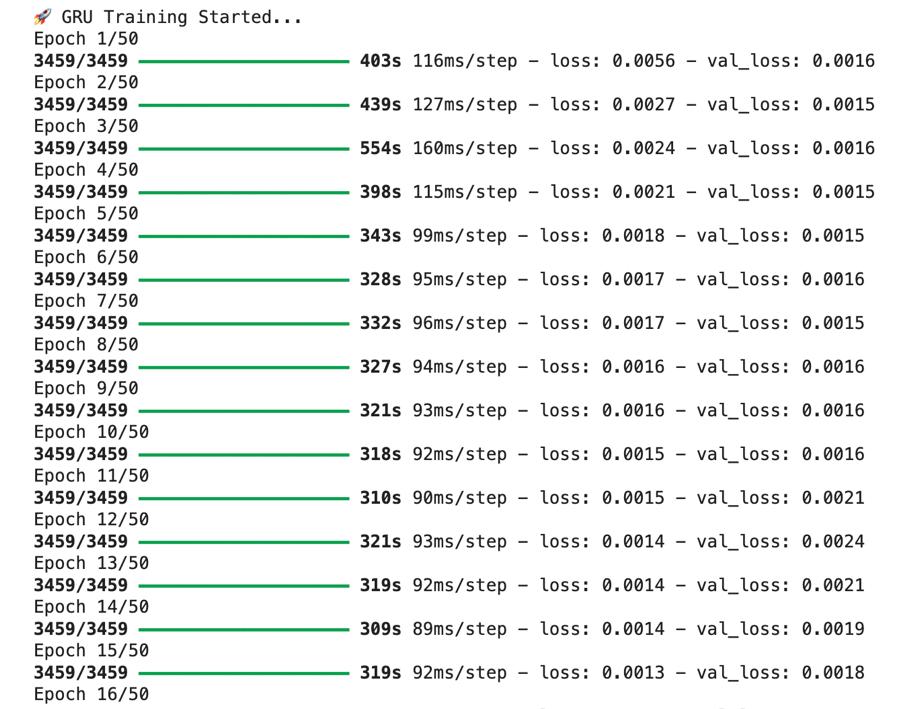 🚀 GRU Training Started...
Epoch 1/50
3459/3459 ━━━━━━━━━━━━━━━━━━━━ 403s 116ms/step - loss: 0.0056 - val_loss: 0.0016
Epoch 2/50
3459/3459 ━━━━━━━━━━━━━━━━━━━━ 439s 127ms/step - loss: 0.0027 - val_loss: 0.0015
Epoch 3/50
3459/3459 ━━━━━━━━━━━━━━━━━━━━ 554s 160ms/step - loss: 0.0024 - val_loss: 0.0016
Epoch 4/50
3459/3459 ━━━━━━━━━━━━━━━━━━━━ 398s 115ms/step - loss: 0.0021 - val_loss: 0.0015
Epoch 5/50
3459/3459 ━━━━━━━━━━━━━━━━━━━━ 343s 99ms/step - loss: 0.0018 - val_loss: 0.0015
Epoch 6/50
3459/3459 ━━━━━━━━━━━━━━━━━━━━ 328s 95ms/step - loss: 0.0017 - val_loss: 0.0016
Epoch 7/50
3459/3459 ━━━━━━━━━━━━━━━━━━━━ 332s 96ms/step - loss: 0.0017 - val_loss: 0.0015
Epoch 8/50
3459/3459 ━━━━━━━━━━━━━━━━━━━━ 327s 94ms/step - loss: 0.0016 - val_loss: 0.0016
Epoch 9/50
3459/3459 ━━━━━━━━━━━━━━━━━━━━ 321s 93ms/step - loss: 0.0016 - val_loss: 0.0016
Epoch 10/50
3459/3459 ━━━━━━━━━━━━━━━━━━━━ 318s 92ms/step - loss: 0.0015 - val_loss: 0.0016
Epoch 11/50
3459/3459 ━━━━━━━━━━━━━━━━━━━━ 310s 90ms/step - loss: 0.0015 - val_loss: 0.0021
Epoch 12/50
3459/3459 ━━━━━━━━━━━━━━━━━━━━ 321s 93ms/step - loss: 0.0014 - val_loss: 0.0024
Epoch 13/50
3459/3459 ━━━━━━━━━━━━━━━━━━━━ 319s 92ms/step - loss: 0.0014 - val_loss: 0.0021
Epoch 14/50
3459/3459 ━━━━━━━━━━━━━━━━━━━━ 309s 89ms/step - loss: 0.0014 - val_loss: 0.0019
Epoch 15/50
3459/3459 ━━━━━━━━━━━━━━━━━━━━ 319s 92ms/step - loss: 0.0013 - val_loss: 0.0018
Epoch 16/50